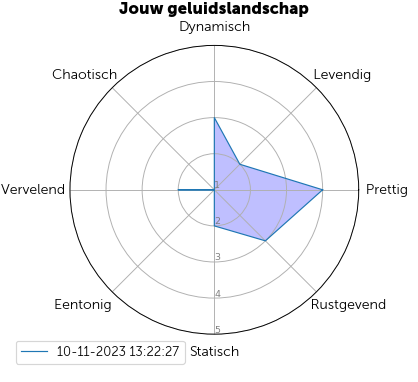 Jouw geluidslandschap
Dynamisch
Chaotisch
Levendig
Vervelend
1
Prettig
2
3
4
Eentonig
Rustgevend
5
10-11-2023 13:22:27
Statisch